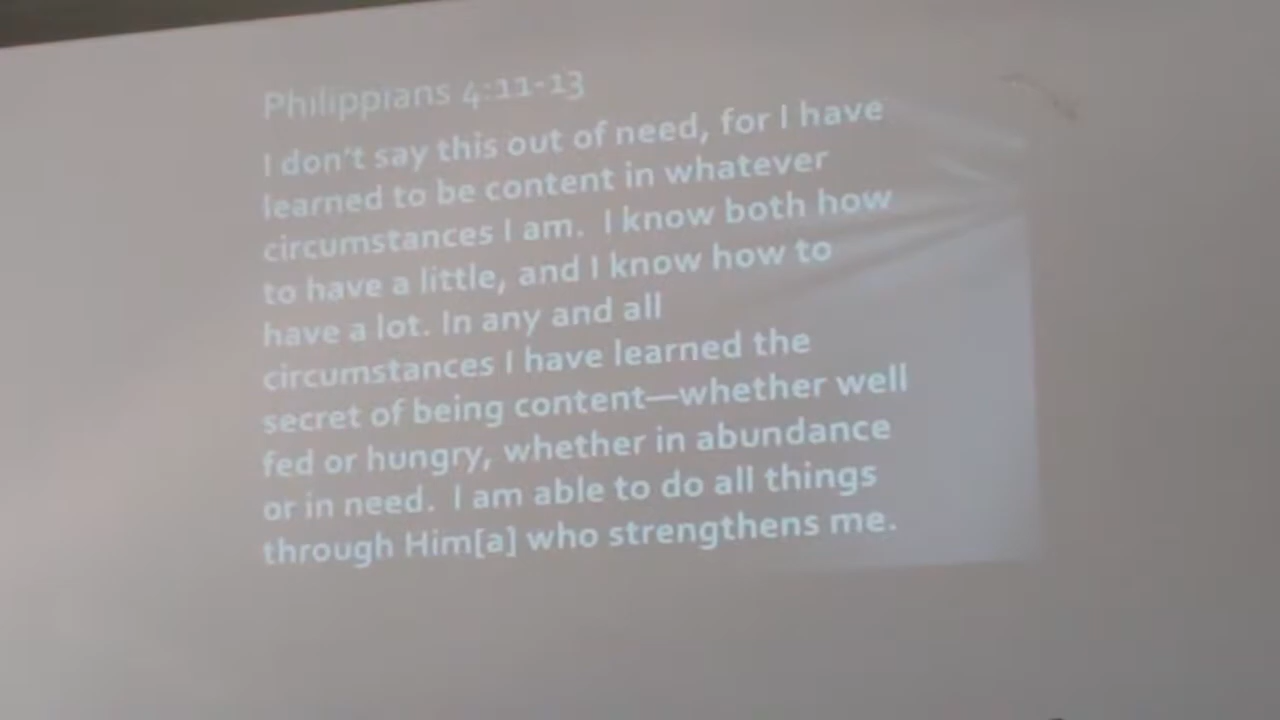 Philippians 4:11-13
I don't say this out of need, for I have
learned to be content in whatever
circumstances I am. I know both how
to have a little, and I know how to
have a lot. In any and all
circumstances I have learned the
secret of being content—whether well
fed or hungry, whether in abundance
or in need. I am able to do all things
through Him[a] who strengthens me.